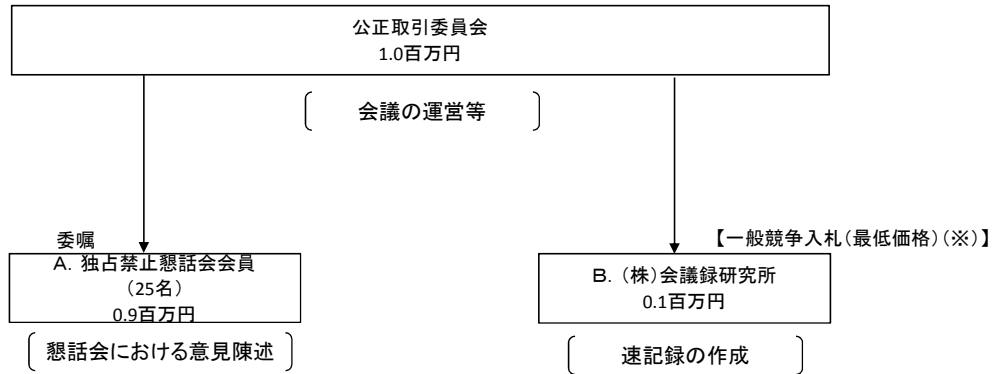 公正取引委員会
1.0百万円
会議の運営等
委嘱
【一般競争入札(最低価格)(※)】
A. 独占禁止懇話会会員
(25名)
0.9百万円
B. (株)会議録研究所
0.1百万円
懇話会における意見陳述
速記録の作成